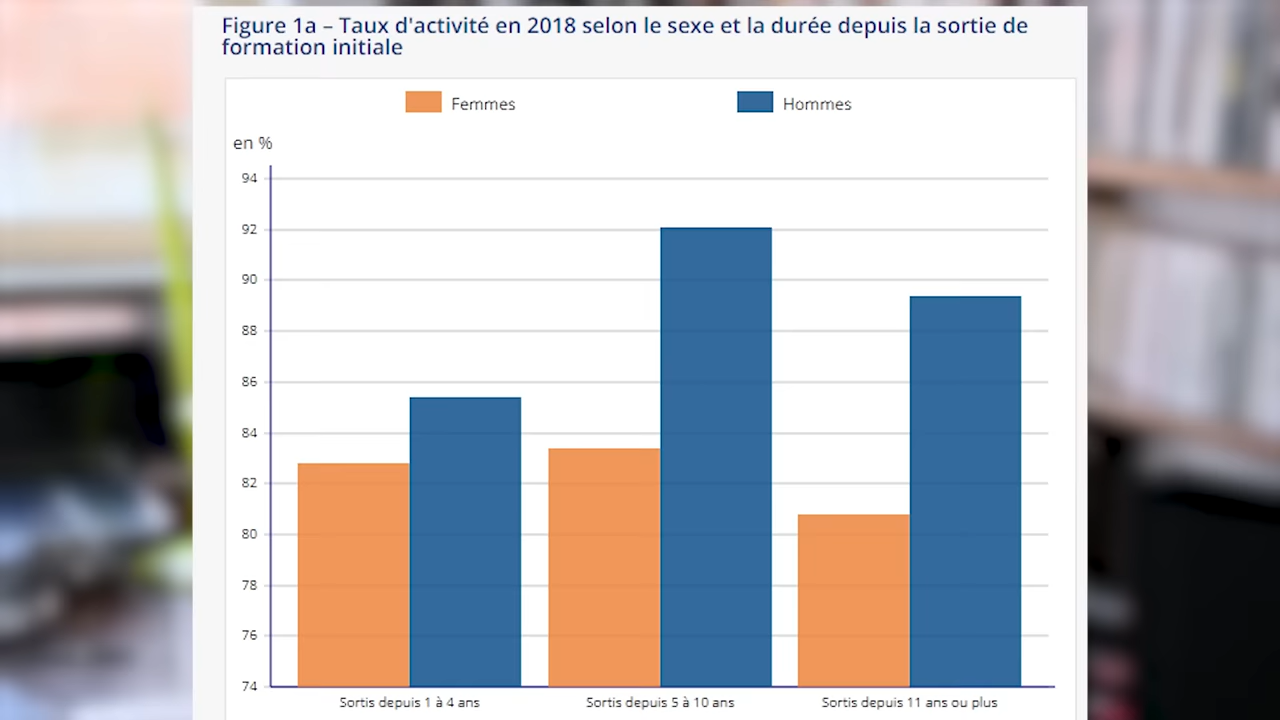 Figure 1a – Taux d'activité en 2018 selon le sexe et la durée depuis la sortie de
formation initiale
Femmes
Hommes
en %
94
92
90
88
86
84
82
80
78
76
74
Sortis depuis 1 à 4 ans
Sortis depuis 5 à 10 ans
Sortis depuis 11 ans ou plus